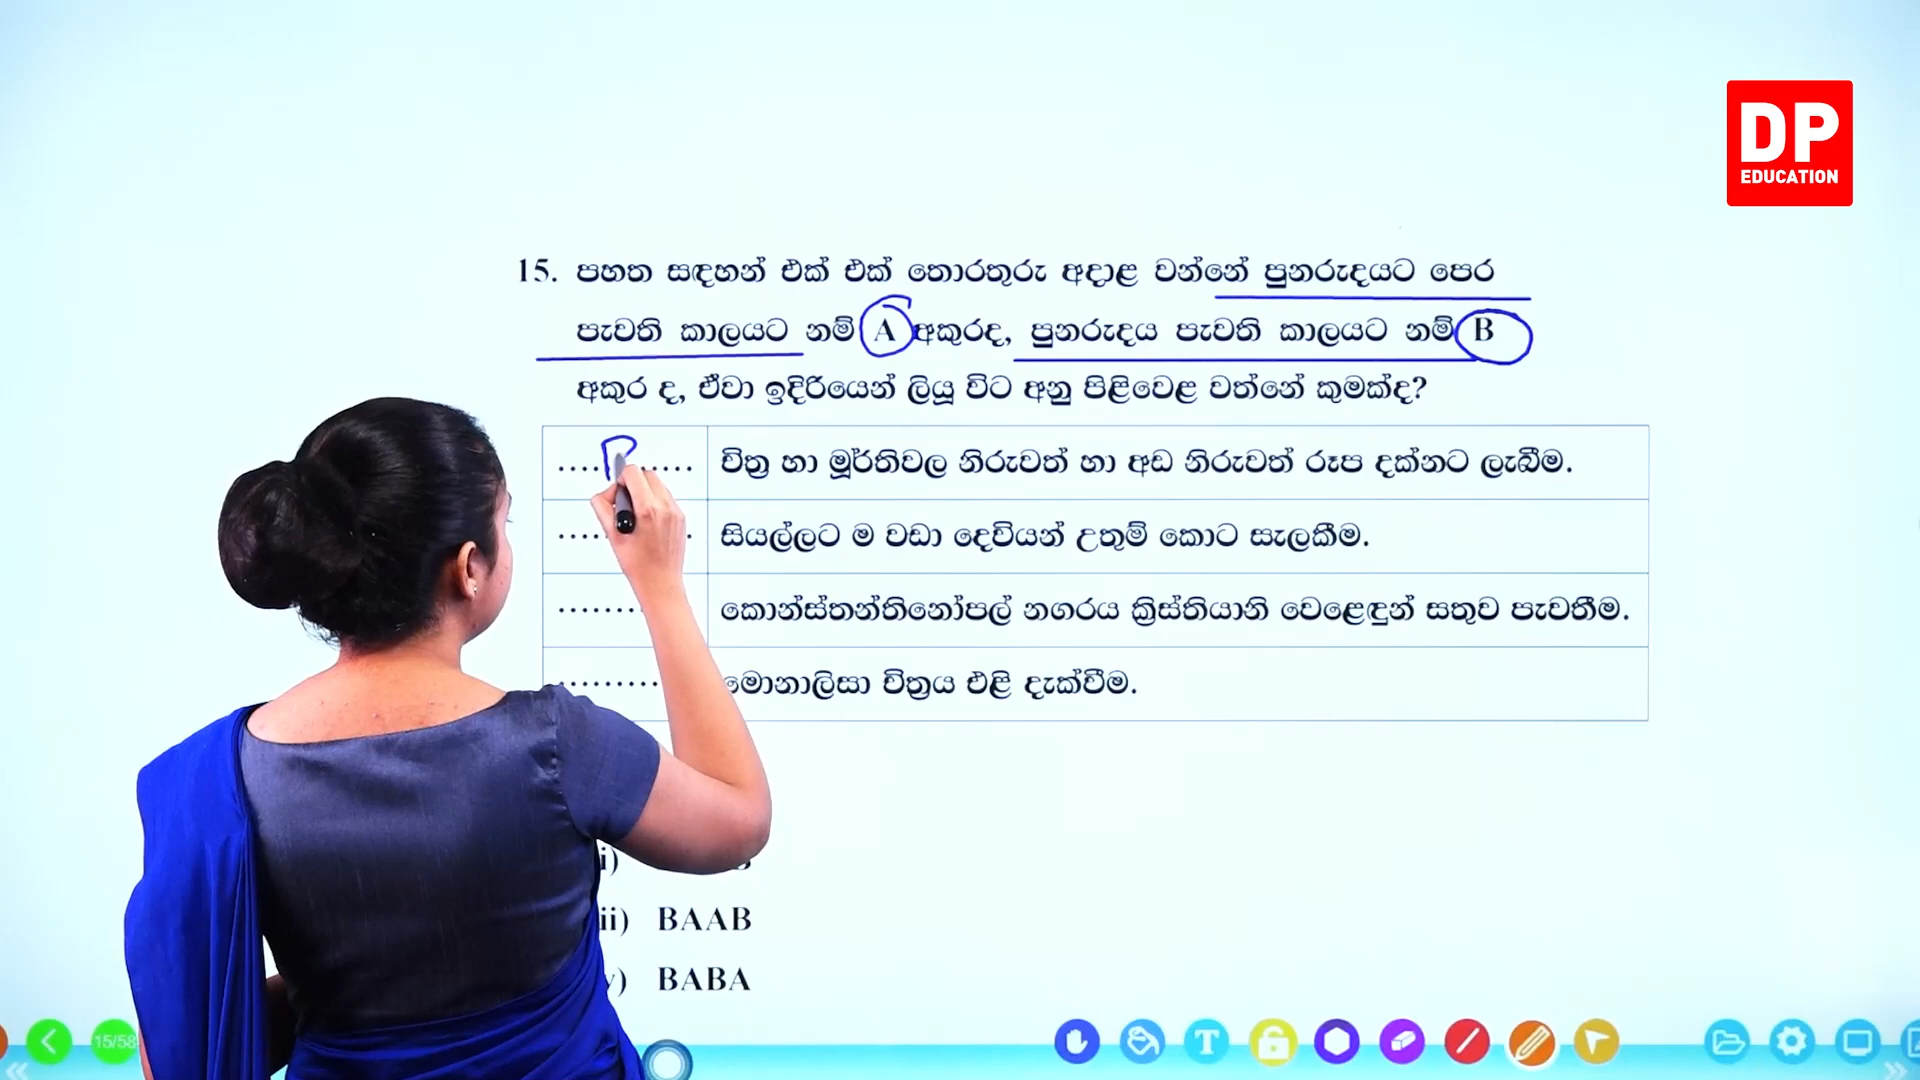 DP
EDUCATION
15. පහත සඳහන් එක් එක් තොරතුරු අදාළ වන්නේ පුනරුදයට පෙර
පැවති කාලයට නම් A අකුරද, පුනරුදය පැවති කාලයට නම් B
අකුර ද, ඒවා ඉදිරියෙන් ලියූ විට අනු පිළිවෙළ වන්නේ කුමක්ද?
චිත්‍ර හා මූර්තිවල නිරුවත් හා අඩ නිරුවත් රූප දක්නට ලැබීම.
සියල්ලට ම වඩා දෙවියන් උතුම් කොට සැලකීම.
කොන්ස්තන්තිනෝපල් නගරය ක්‍රිස්තියානි වෙළෙඳුන් සතුව පැවතීම.
මොනාලිසා චිත්‍රය එළි දැක්වීම.
BAAB
BABA
15/58